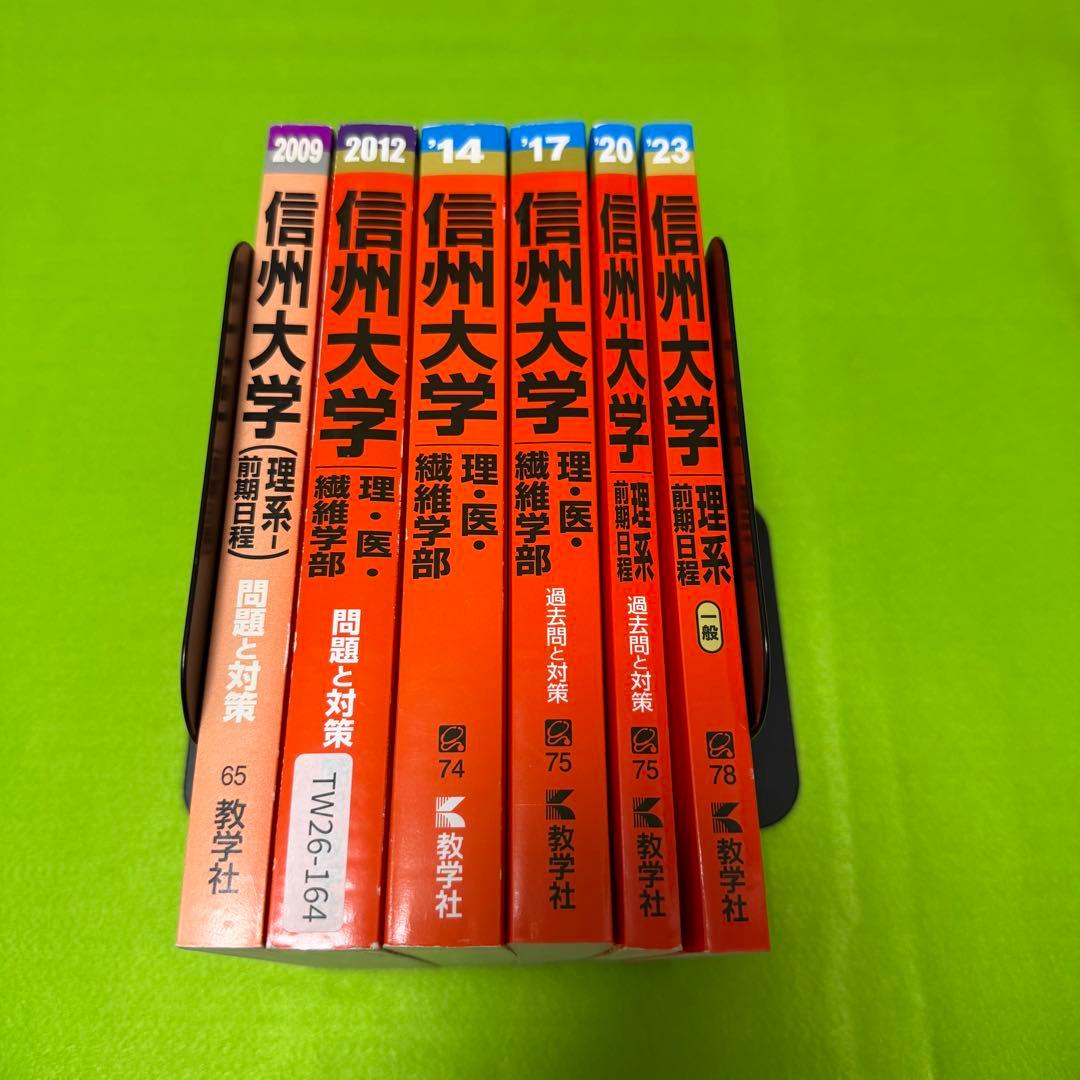 2009
信州大学
(理系-
前期日程)
問題と対策
65
教学社
2012
信州大学
理・医・
繊維学部
問題と対策
TW26-164
'14
信州大学
理・医・
繊維学部
74
教学社
'17
信州大学
理・医・
繊維学部
過去問と対策
75
教学社
'20
信州大学
理系
前期日程
過去問と対策
75
教学社
'23
信州大学
理系
前期日程
一般
78
教学社